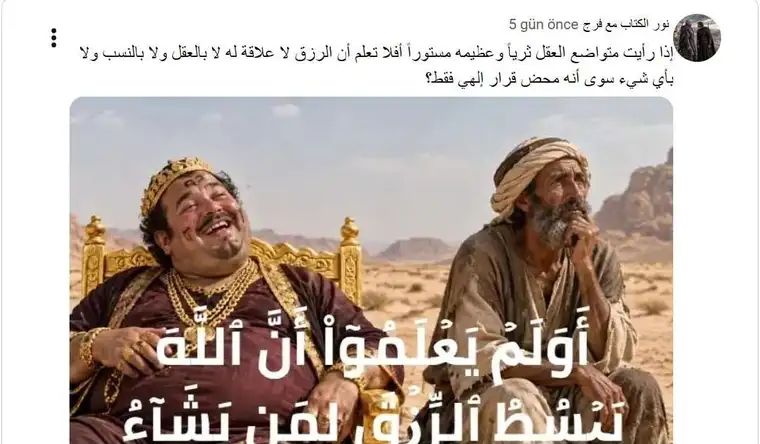 نور الكتاب مع فرج 5 gün önce
إذا رأيت متواضع العقل ثرياً وعظيمه مستوراً أفلا تعلم أن الرزق لا علاقة له لا بالعقل ولا بالنسب ولا
بأي شيء سوى أنه محض قرار إلهي فقط؟
أَوَلَمْ يَعْلَمُوٓا۟ أَنَّ ٱللَّهَ
يَبْسُطُ ٱلرِّزْقَ لِمَن يَشَآءُ